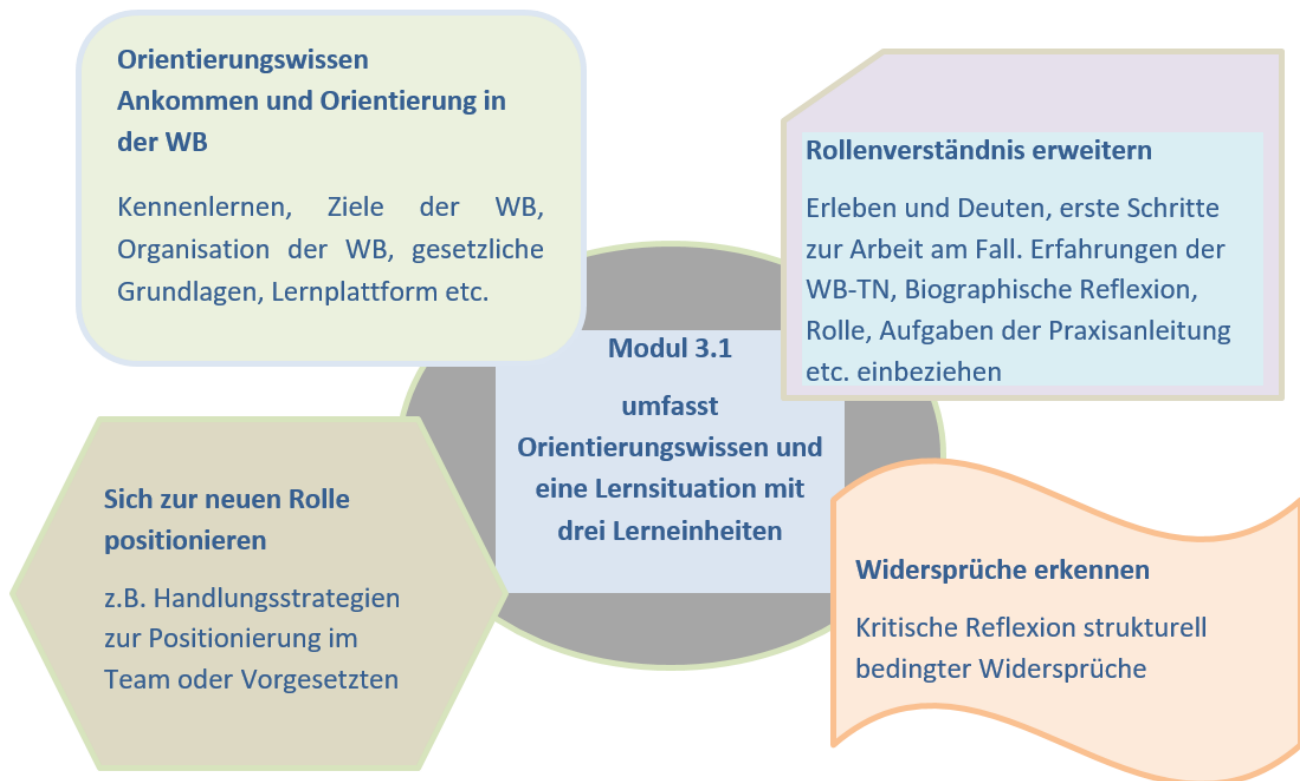 Orientierungswissen
Ankommen und Orientierung in
der WB
Kennenlernen, Ziele der WB,
Organisation der WB, gesetzliche
Grundlagen, Lernplattform etc.
Rollenverständnis erweitern
Erleben und Deuten, erste Schritte
zur Arbeit am Fall. Erfahrungen der
WB-TN, Biographische Reflexion,
Rolle, Aufgaben der Praxisanleitung
etc. einbeziehen
Modul 3.1
umfasst
Orientierungswissen und
eine Lernsituation mit
drei Lerneinheiten
Sich zur neuen Rolle
positionieren
z.B. Handlungsstrategien
zur Positionierung im
Team oder Vorgesetzten
Widersprüche erkennen
Kritische Reflexion strukturell
bedingter Widersprüche